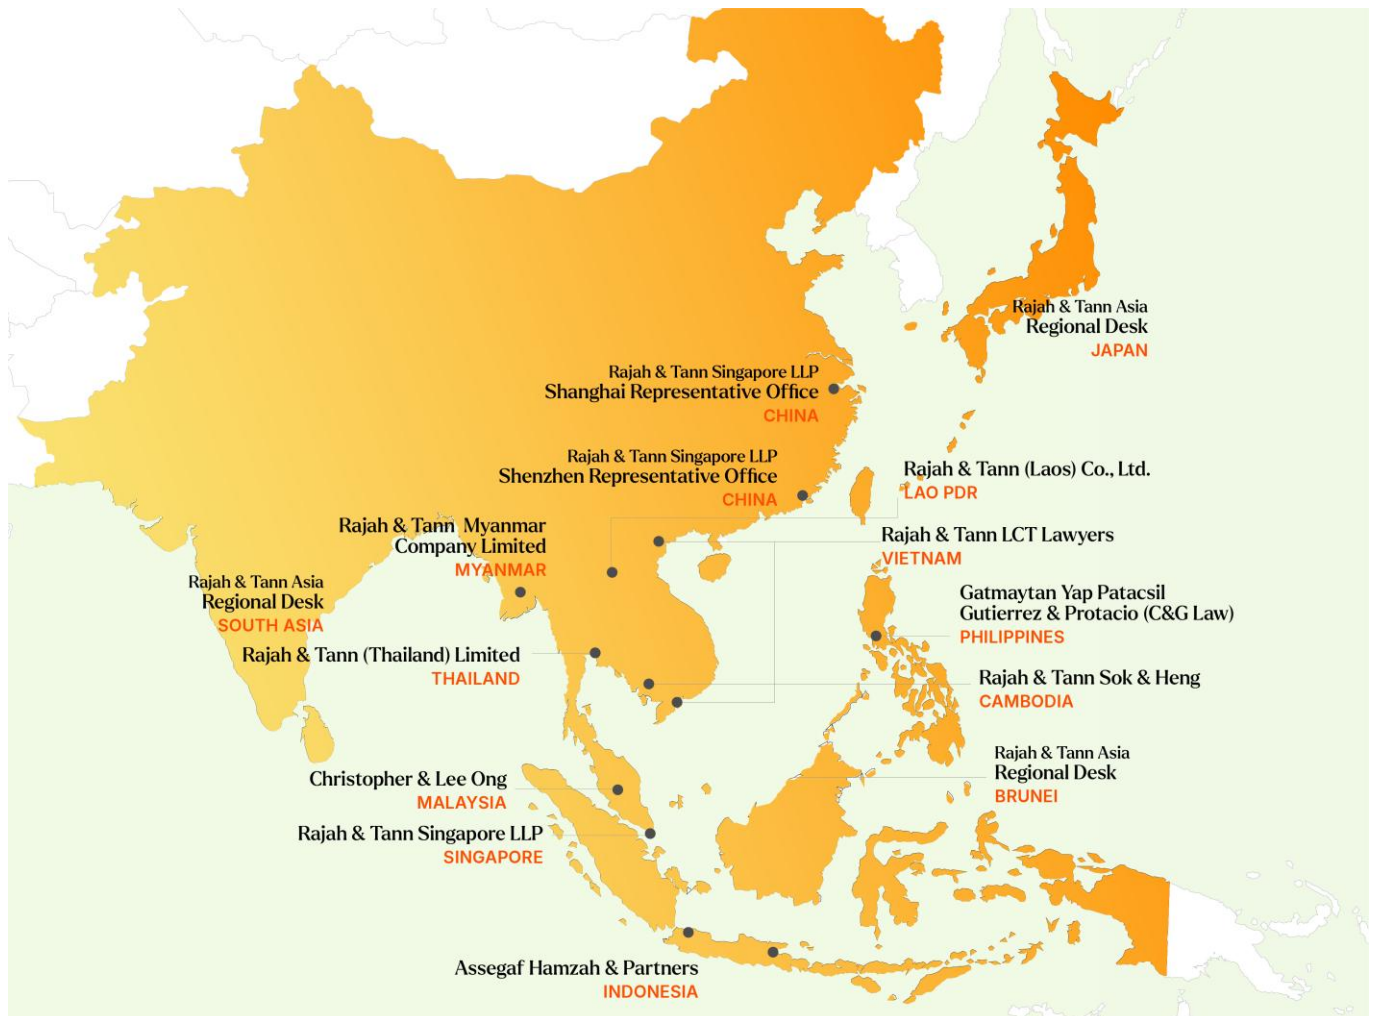 Rajah & Tann Asia
Regional Desk
JAPAN
Rajah & Tann Singapore LLP
Shanghai Representative Office
CHINA
Rajah & Tann Singapore LLP
Shenzhen Representative Office
CHINA
Rajah & Tann (Laos) Co., Ltd.
LAO PDR
Rajah & Tann Myanmar
Company Limited
MYANMAR
Rajah & Tann LCT Lawyers
VIETNAM
Rajah & Tann Asia
Regional Desk
SOUTH ASIA
Gatmaytan Yap Patacsil
Gutierrez & Protacio (C&G Law)
PHILIPPINES
Rajah & Tann (Thailand) Limited
THAILAND
Rajah & Tann Sok & Heng
CAMBODIA
Rajah & Tann Asia
Regional Desk
BRUNEI
Christopher & Lee Ong
MALAYSIA
Rajah & Tann Singapore LLP
SINGAPORE
Assegaf Hamzah & Partners
INDONESIA